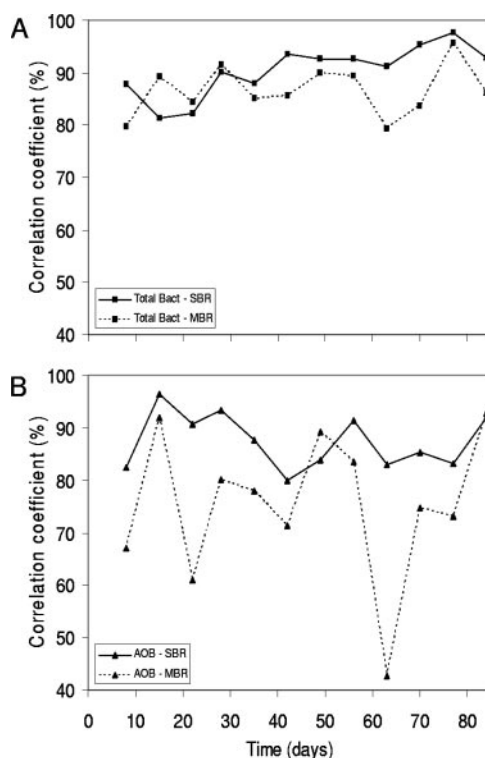 A
Correlation coefficient (%)
100
90
80
70
60
50
40
Total Bact - SBR
Total Bact - MBR
B
Correlation coefficient (%)
100
90
80
70
60
50
40
AOB - SBR
AOB - MBR
0 10 20 30 40 50 60 70 80
Time (days)